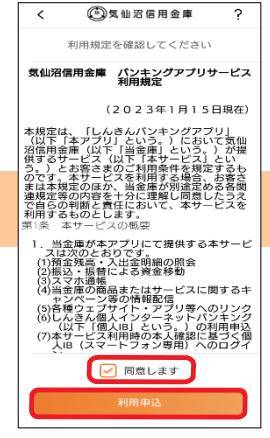 < 気仙沼信用金庫 ?
利用規定を確認してください
気仙沼信用金庫 バンキングアプリサービス
利用規定
(2023年1月15日現在)
本規定は、「しんきんバンキングアプリ」
(以下「本アプリ」という。)において気仙
沼信用金庫(以下「当金庫」という。)が提
供するサービス(以下「本サービス」とい
う。)とお客さまのご利用条件を規定するも
のです。本サービスを利用する場合、お客さ
まは本規定のほか、当金庫が別途定める各関
連規定等の内容を十分に理解し同意したうえ
で自らの判断と責任において、本サービスを
利用するものとします。
第1条 本サービスの概要
1.当金庫が本アプリにて提供する本サービ
スは次のとおりです。
(1)預金残高・入出金明細の照会
(2)振込・振替による資金移動
(3)スマホ通帳
(4)当金庫の商品またはサービスに関するキ
ャンペーン等の情報配信
(5)各種ウェブサイト・アプリ等へのリンク
(6)しんきん個人インターネットバンキング
(以下「個人IB」という。)の利用申込
(7)本サービス利用時の本人確認に基づく個
人IB(スマートフォン専用)へのログイ
同意します
利用申込